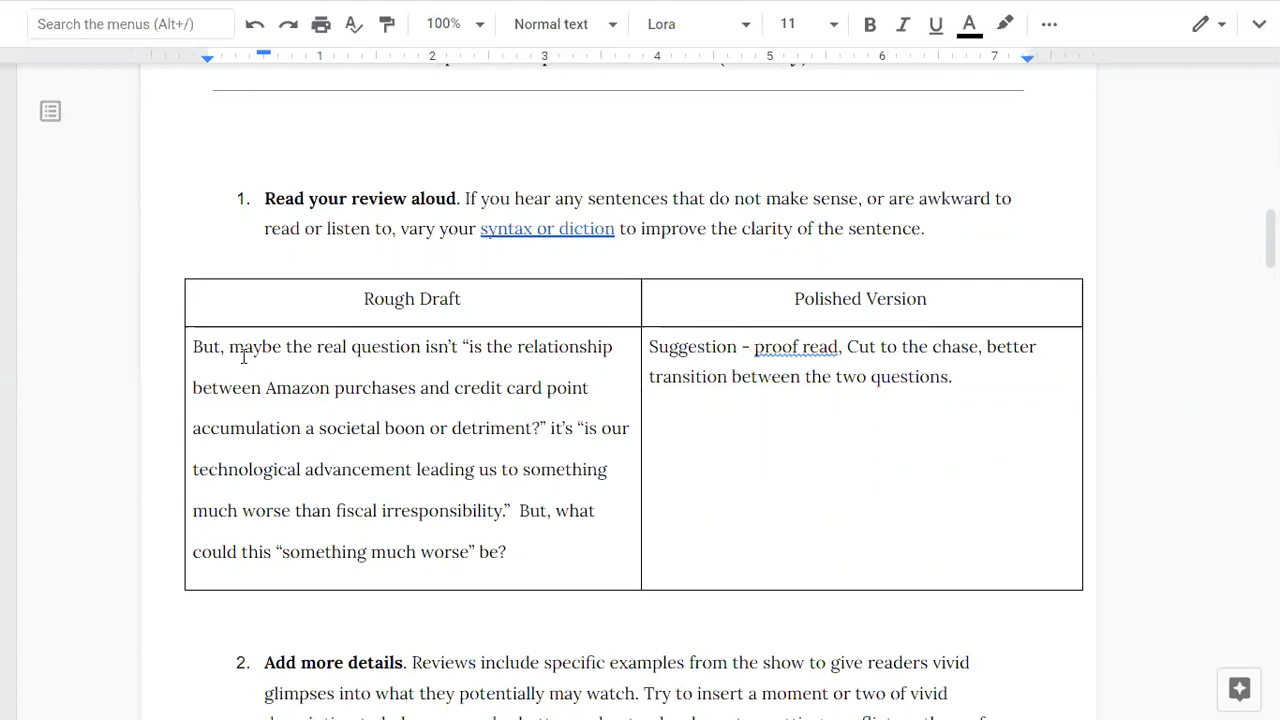 Search the menus (Alt+/)
100%
Normal text
Lora
11
B I U A
1 2 3 4 5 6 7
1. Read your review aloud. If you hear any sentences that do not make sense, or are awkward to
read or listen to, vary your syntax or diction to improve the clarity of the sentence.
Rough Draft
Polished Version
But, maybe the real question isn’t “is the relationship
between Amazon purchases and credit card point
accumulation a societal boon or detriment?” it’s “is our
technological advancement leading us to something
much worse than fiscal irresponsibility.”  But, what
could this “something much worse” be?
Suggestion - proof read, Cut to the chase, better
transition between the two questions.
2. Add more details. Reviews include specific examples from the show to give readers vivid
glimpses into what they potentially may watch. Try to insert a moment or two of vivid